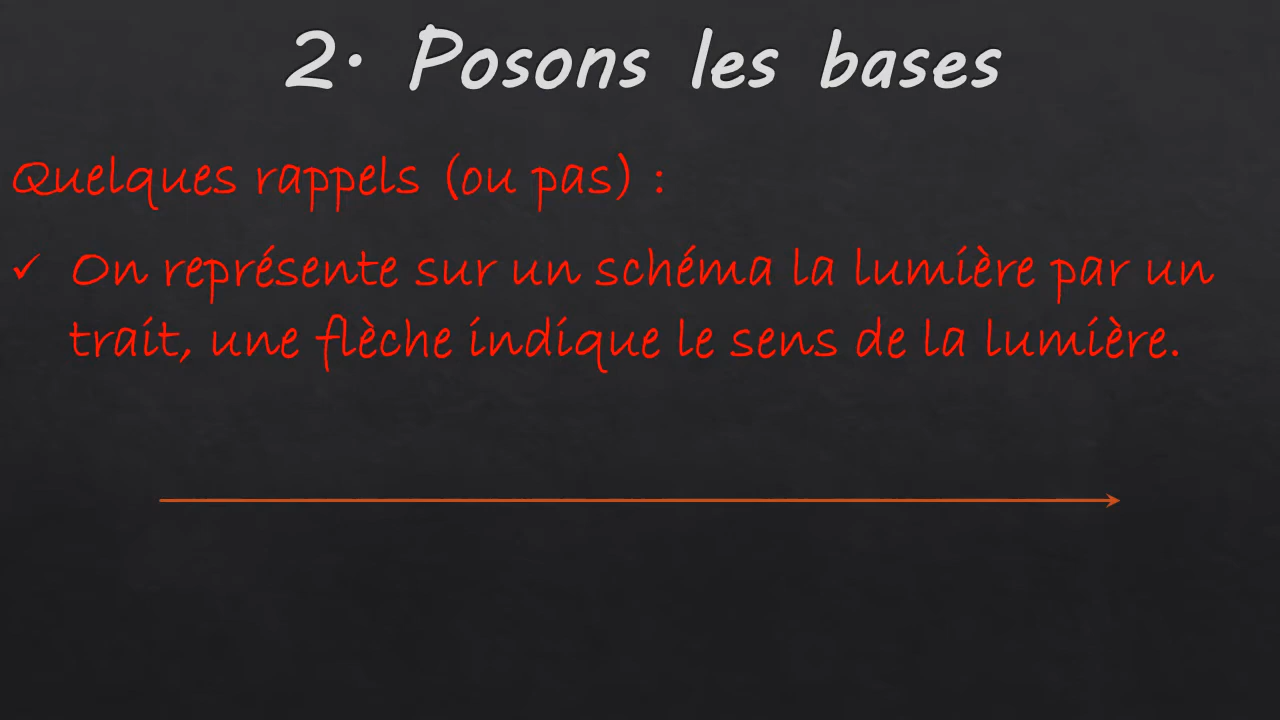 2. Posons les bases
Quelques rappels (ou pas) :
✓ On représente sur un schéma la lumière par un
trait, une flèche indique le sens de la lumière.